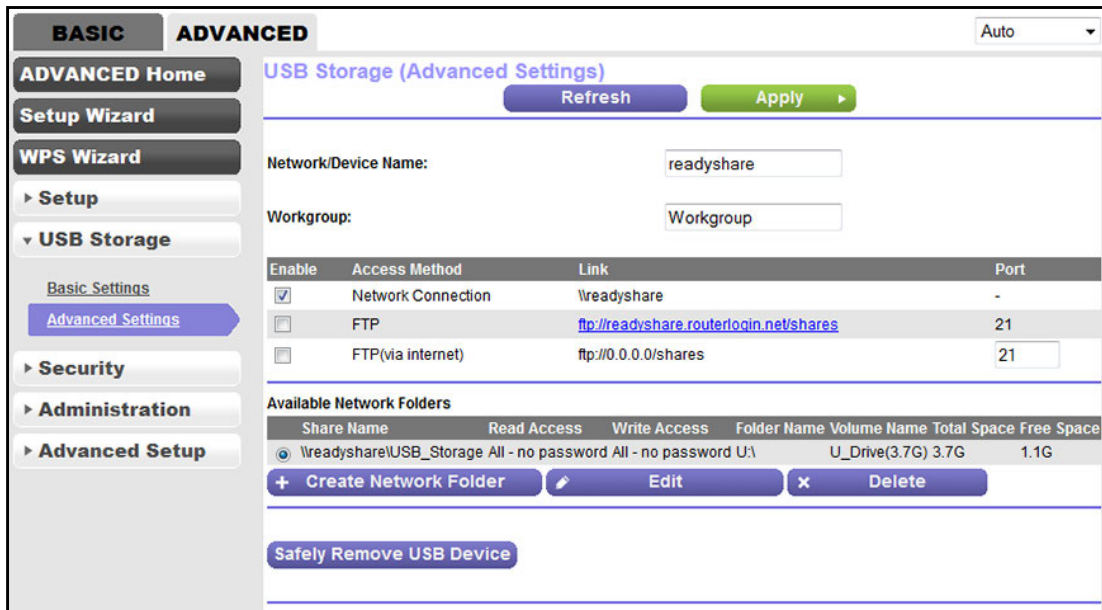 BASIC ADVANCED Auto
ADVANCED Home
Setup Wizard
WPS Wizard
Setup
USB Storage
Basic Settings
Advanced Settings
Security
Administration
Advanced Setup
USB Storage (Advanced Settings)
Refresh Apply
Network/Device Name: readyshare
Workgroup: Workgroup
Enable Access Method Link Port
Network Connection \\readyshare -
FTP ftp://readyshare.routerlogin.net/shares 21
FTP(via internet) ftp://0.0.0.0/shares 21
Available Network Folders
Share Name Read Access Write Access Folder Name Volume Name Total Space Free Space
\\readyshare\USB_Storage All - no password All - no password U:\ U_Drive(3.7G) 3.7G 1.1G
+ Create Network Folder Edit x Delete
Safely Remove USB Device